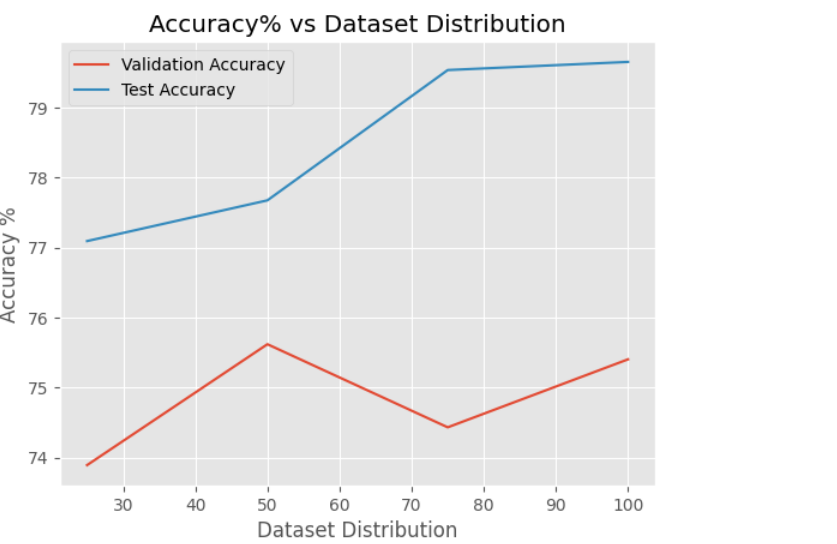 Accuracy% vs Dataset Distribution
Validation Accuracy
Test Accuracy
79
78
77
76
75
74
Accuracy %
30 40 50 60 70 80 90 100
Dataset Distribution